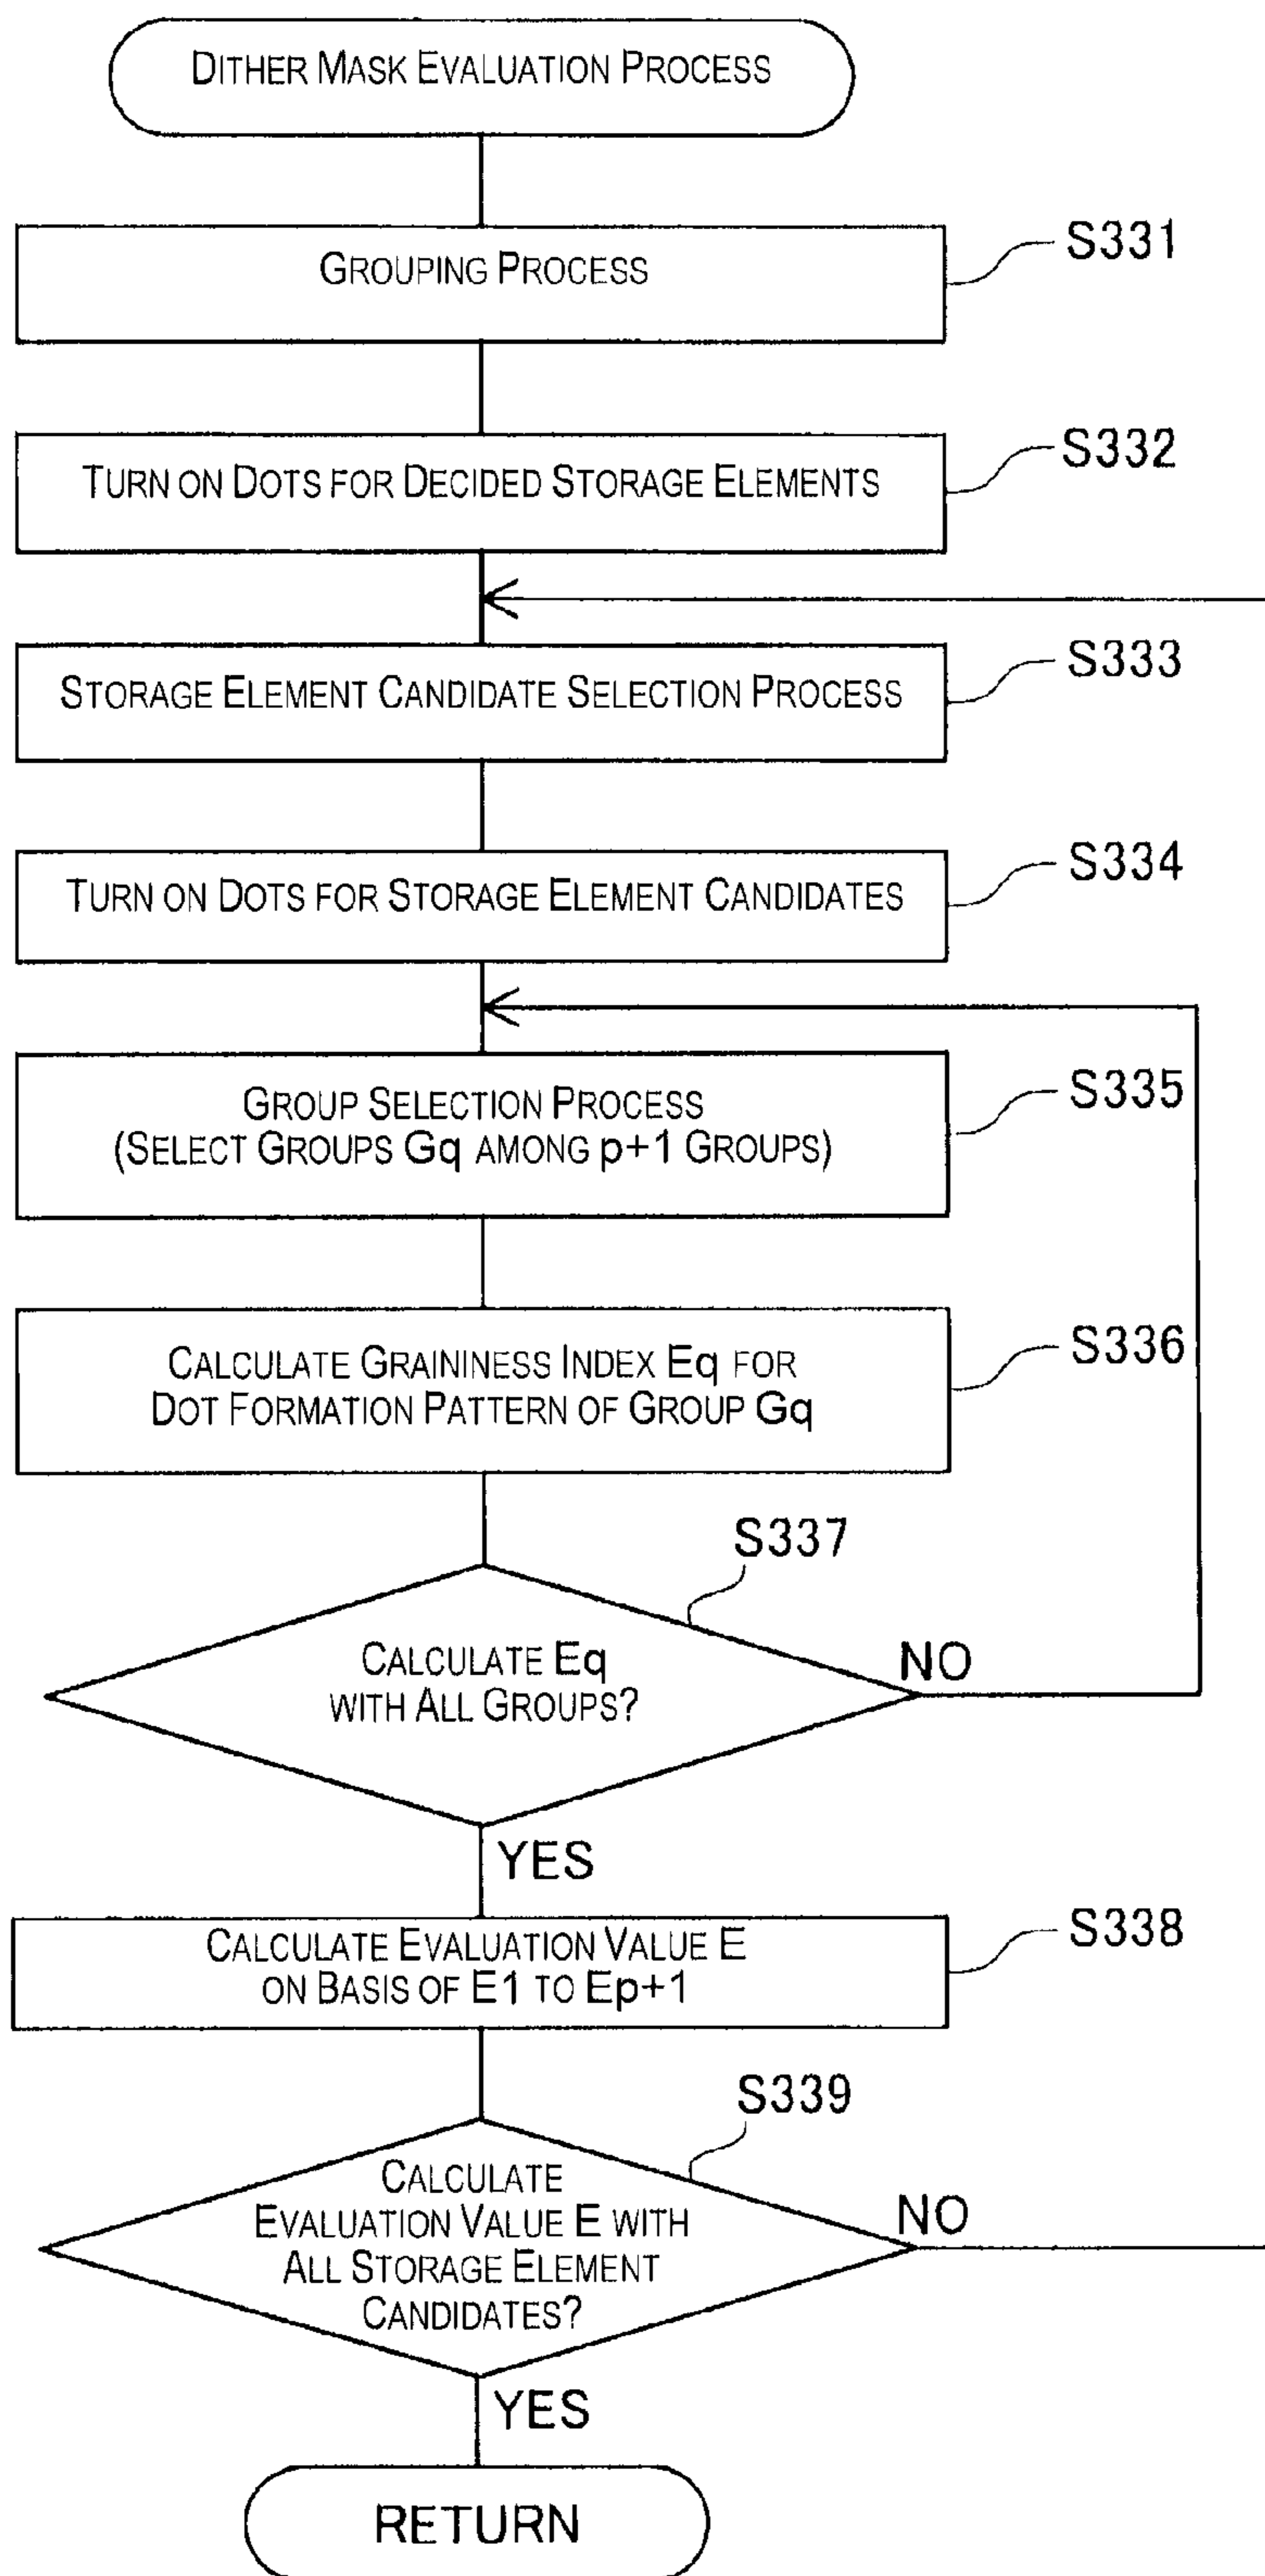 DITHER MASK EVALUATION PROCESS
GROUPING PROCESS
S331
TURN ON DOTS FOR DECIDED STORAGE ELEMENTS
S332
STORAGE ELEMENT CANDIDATE SELECTION PROCESS
S333
TURN ON DOTS FOR STORAGE ELEMENT CANDIDATES
S334
GROUP SELECTION PROCESS
(SELECT GROUPS Gq AMONG p+1 GROUPS)
S335
CALCULATE GRAININESS INDEX Eq FOR
DOT FORMATION PATTERN OF GROUP Gq
S336
S337
CALCULATE Eq
WITH ALL GROUPS?
NO
YES
CALCULATE EVALUATION VALUE E
ON BASIS OF E1 TO Ep+1
S338
S339
CALCULATE
EVALUATION VALUE E WITH
ALL STORAGE ELEMENT
CANDIDATES?
NO
YES
RETURN